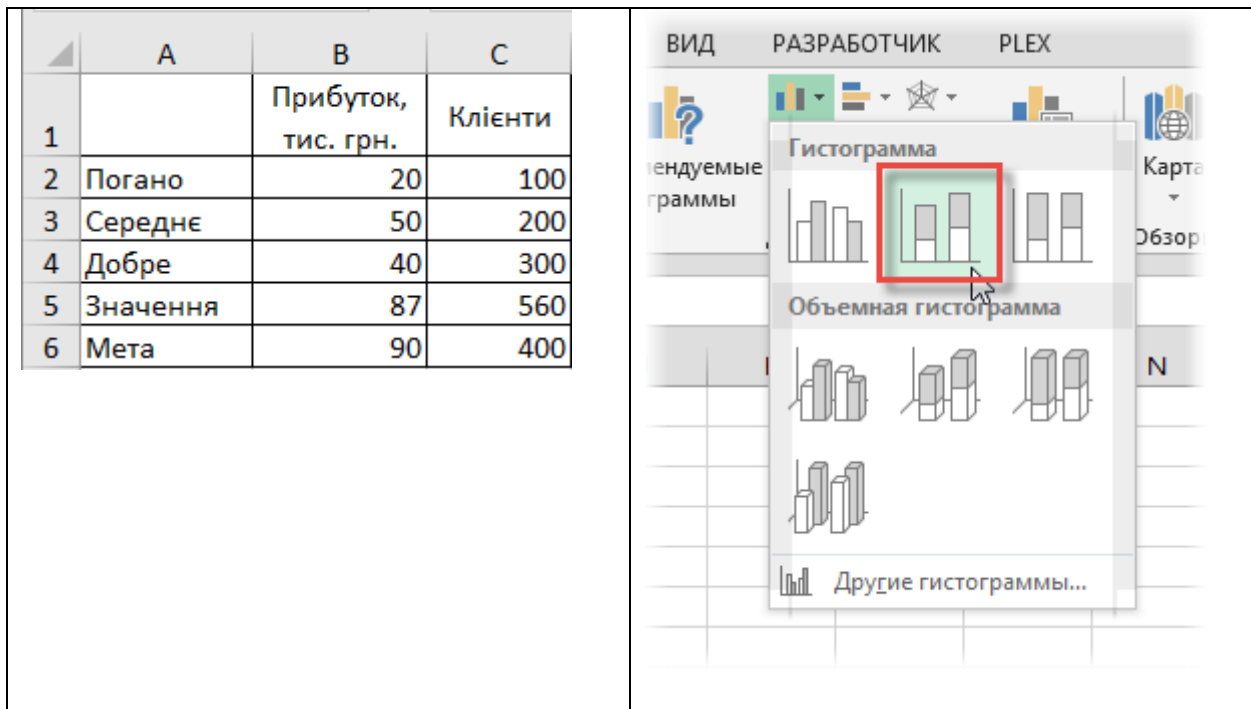 A B C
1 Прибуток, тис. грн. Клієнти
2 Погано 20 100
3 Середнє 50 200
4 Добре 40 300
5 Значення 87 560
6 Мета 90 400
ВИД РАЗРАБОТЧИК PLEX
Гистограмма
Карта
Объемная гистограмма
N
Другие гистограммы...